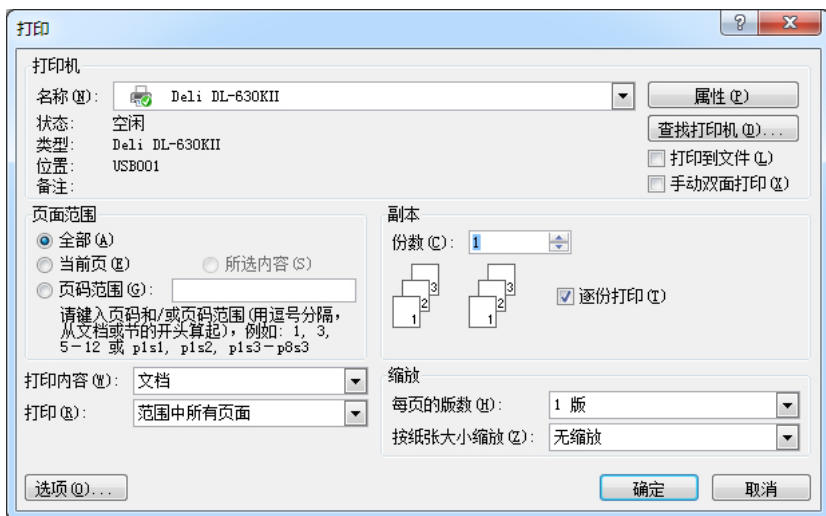 打印
打印机
名称(N): Deli DL-630KII 属性(P)
状态: 空闲 查找打印机(D)...
类型: Deli DL-630KII
位置: USB001 打印到文件(L)
备注: 手动双面打印(X)
页面范围
全部(A)
当前页(E) 所选内容(S)
页码范围(G):
请键入页码和/或页码范围(用逗号分隔，
从文档或节的开头算起)，例如: 1, 3,
5-12 或 p1s1, p1s2, p1s3-p8s3
副本
份数(C): 1
1 2 3 1 2 3
逐份打印(T)
打印内容(W): 文档
打印(R): 范围中所有页面
缩放
每页的版数(H): 1 版
按纸张大小缩放(Z): 无缩放
选项(O)... 确定 取消